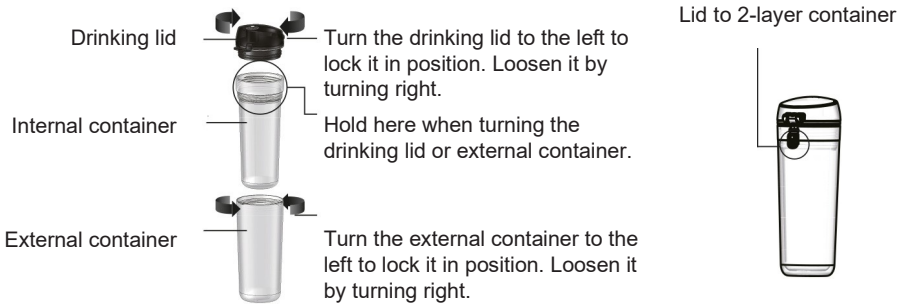 Drinking lid
Turn the drinking lid to the left to
lock it in position. Loosen it by
turning right.
Internal container
Hold here when turning the
drinking lid or external container.
External container
Turn the external container to the
left to lock it in position. Loosen it
by turning right.
Lid to 2-layer container